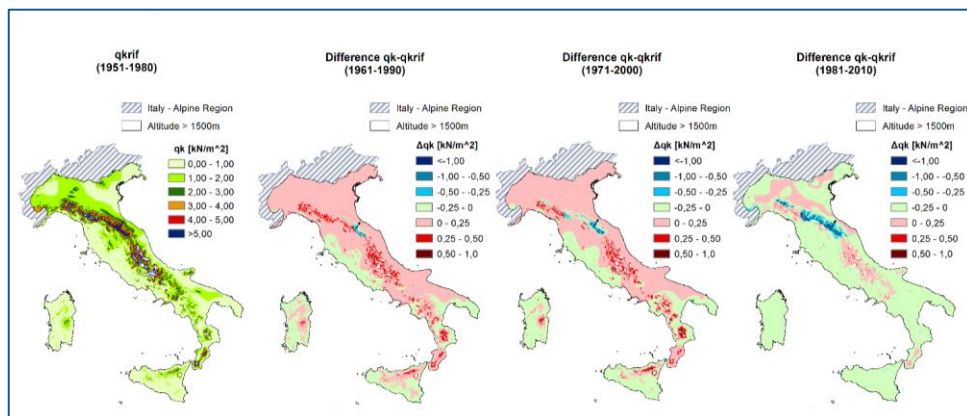 qkrif
(1951-1980)
Italy - Alpine Region
Altitude > 1500m
qk [kN/m^2]
0,00 - 1,00
1,00 - 2,00
2,00 - 3,00
3,00 - 4,00
4,00 - 5,00
>5,00
Difference qk-qkrif
(1961-1990)
Italy - Alpine Region
Altitude > 1500m
Δqk [kN/m^2]
<-1,00
-1,00 - -0,50
-0,50 - -0,25
-0,25 - 0
0 - 0,25
0,25 - 0,50
0,50 - 1,0
Difference qk-qkrif
(1971-2000)
Italy - Alpine Region
Altitude > 1500m
Δqk [kN/m^2]
<-1,00
-1,00 - -0,50
-0,50 - -0,25
-0,25 - 0
0 - 0,25
0,25 - 0,50
0,50 - 1,0
Difference qk-qkrif
(1981-2010)
Italy - Alpine Region
Altitude > 1500m
Δqk [kN/m^2]
<-1,00
-1,00 - -0,50
-0,50 - -0,25
-0,25 - 0
0 - 0,25
0,25 - 0,50
0,50 - 1,0